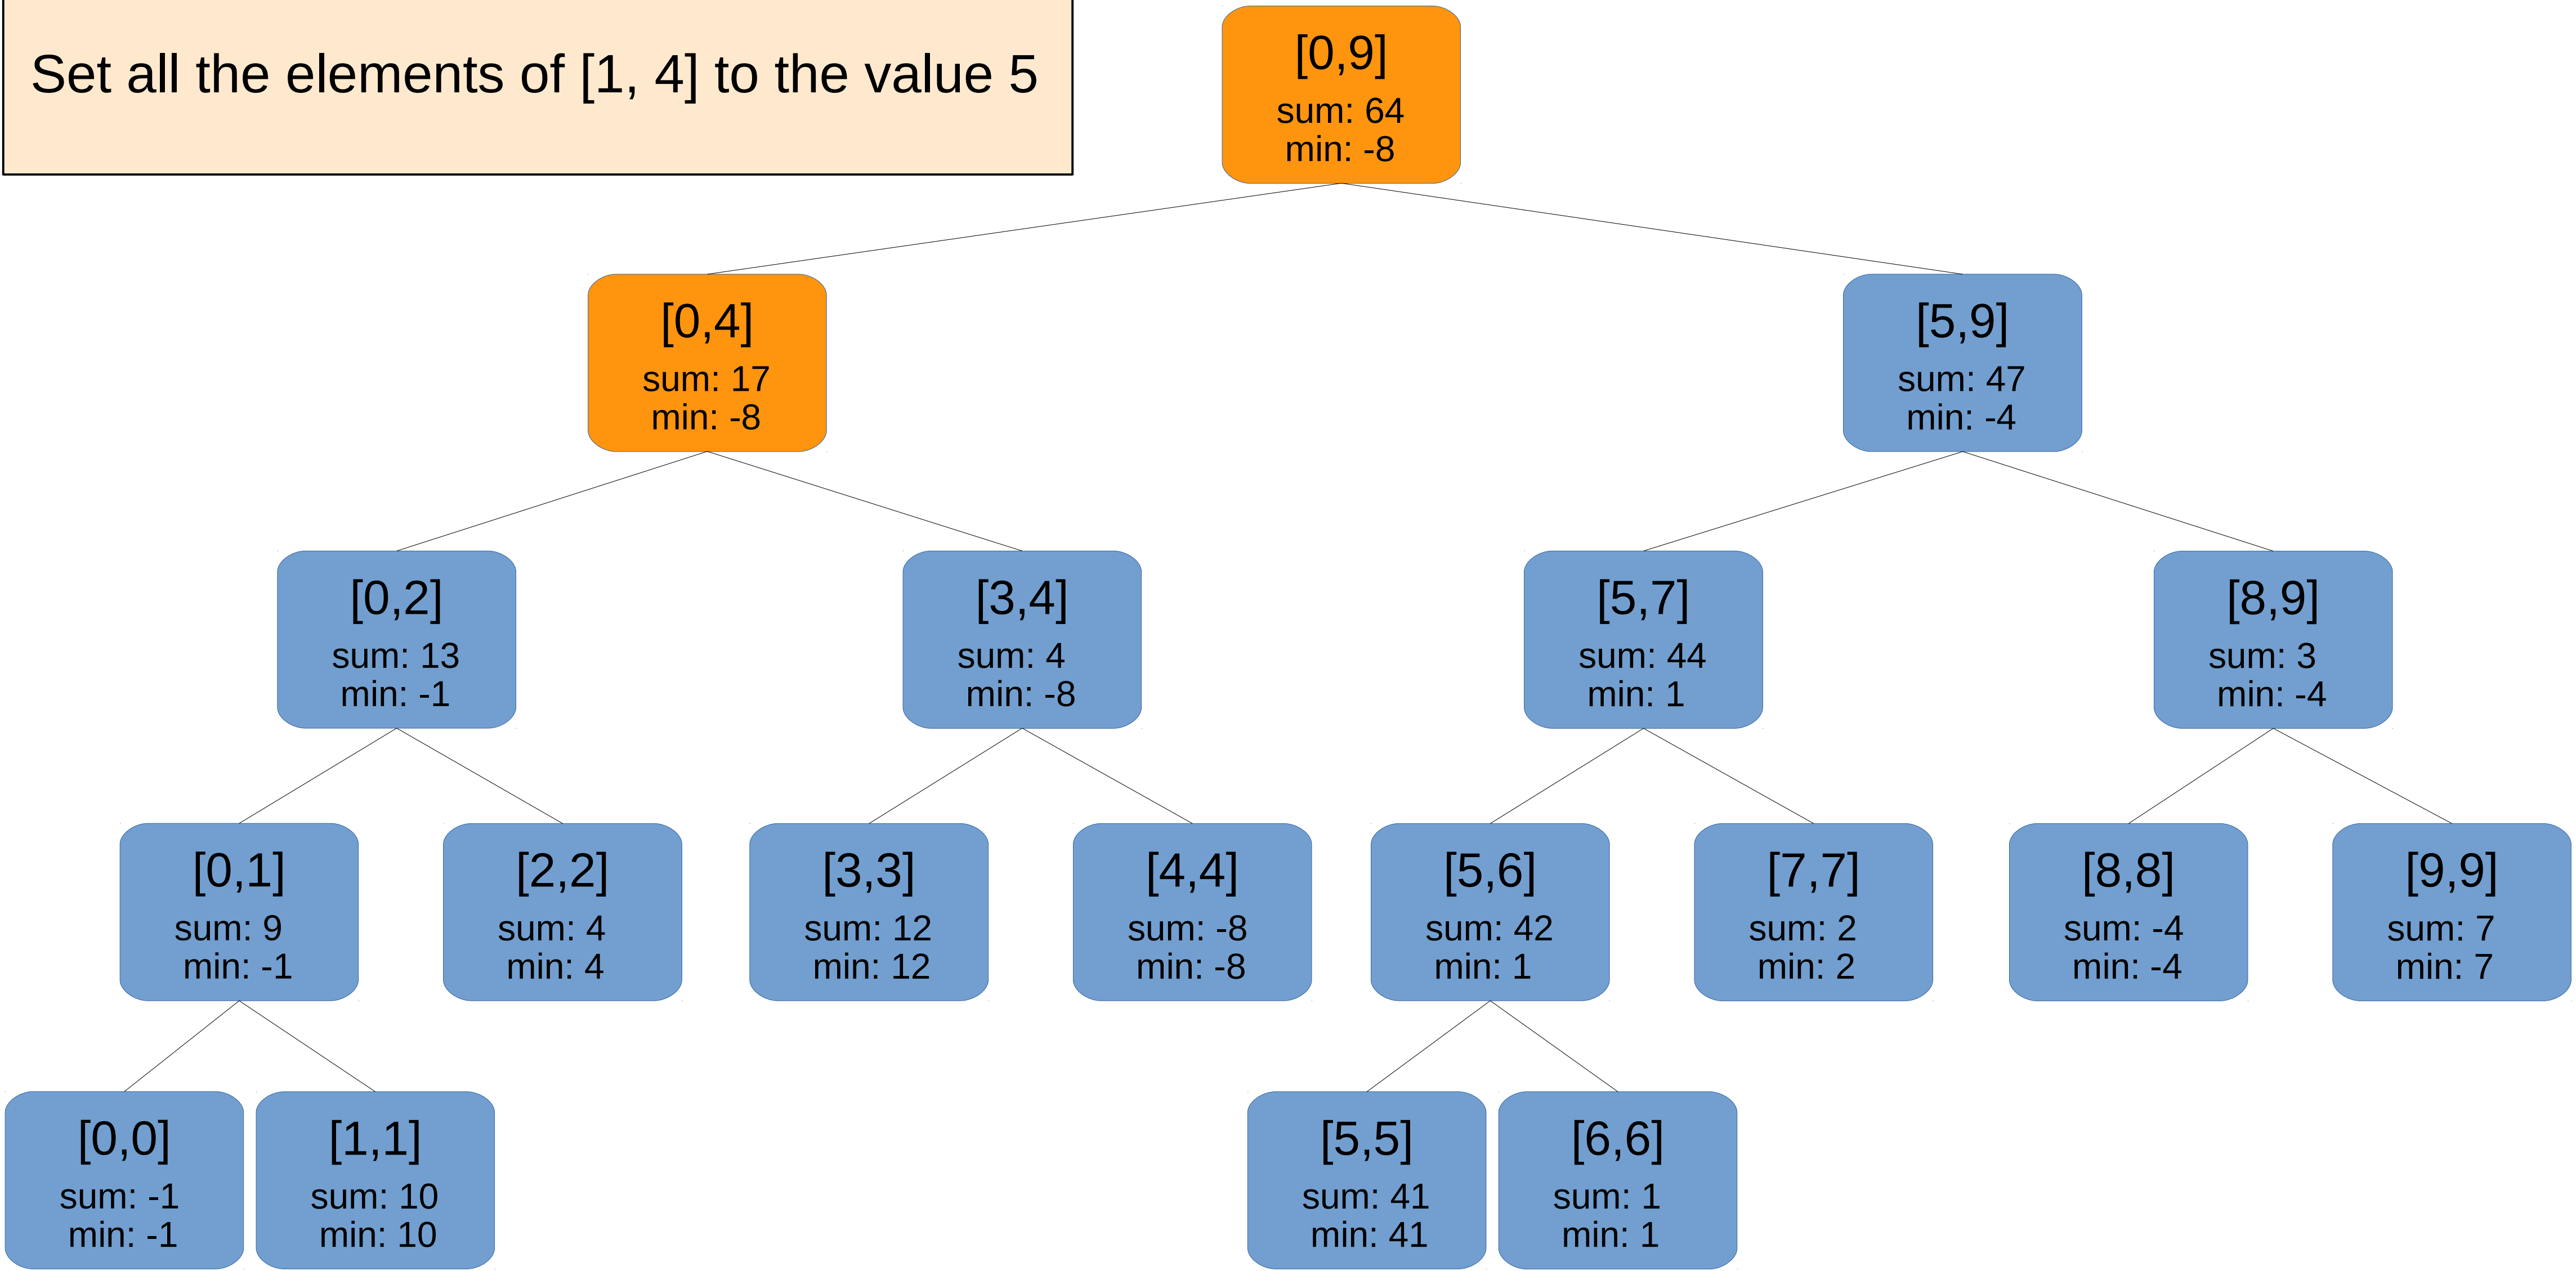 Set all the elements of [1, 4] to the value 5
[0,9]
sum: 64
min: -8
[0,4]
sum: 17
min: -8
[5,9]
sum: 47
min: -4
[0,2]
sum: 13
min: -1
[3,4]
sum: 4
min: -8
[5,7]
sum: 44
min: 1
[8,9]
sum: 3
min: -4
[0,1]
sum: 9
min: -1
[2,2]
sum: 4
min: 4
[3,3]
sum: 12
min: 12
[4,4]
sum: -8
min: -8
[5,6]
sum: 42
min: 1
[7,7]
sum: 2
min: 2
[8,8]
sum: -4
min: -4
[9,9]
sum: 7
min: 7
[0,0]
sum: -1
min: -1
[1,1]
sum: 10
min: 10
[5,5]
sum: 41
min: 41
[6,6]
sum: 1
min: 1